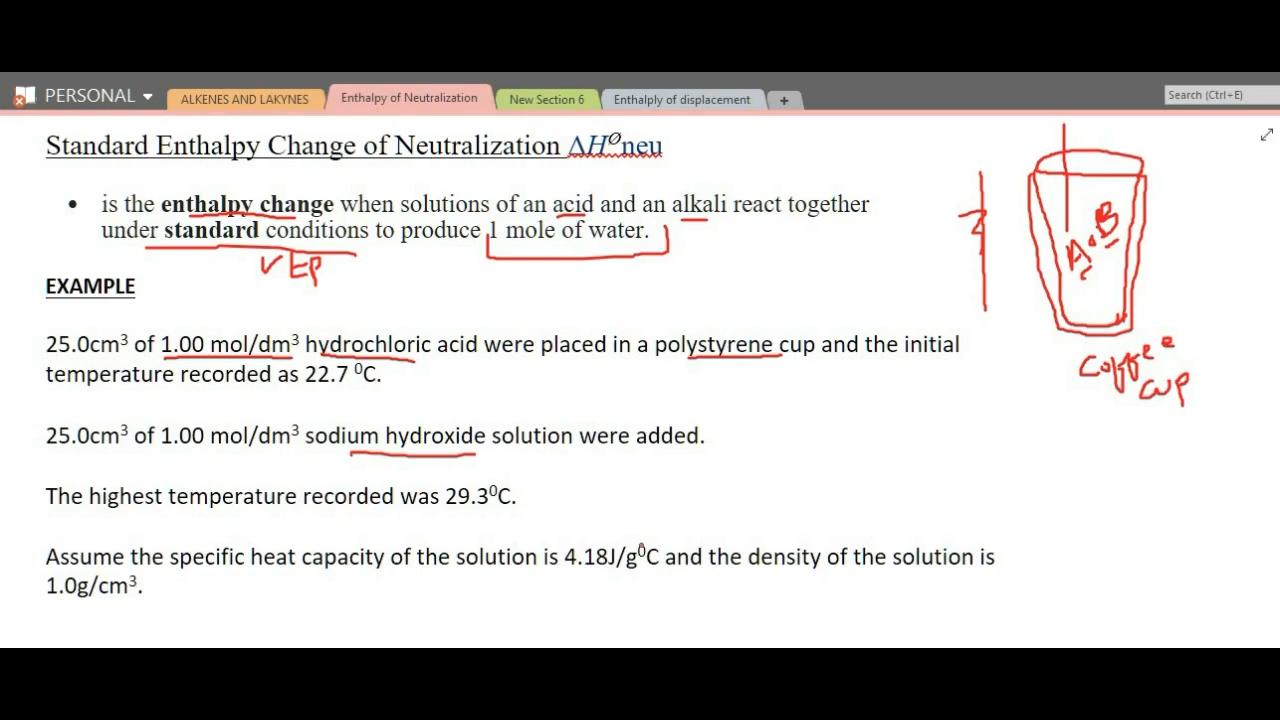 PERSONAL
ALKENES AND LAKYNES
Enthalpy of Neutralization
New Section 6
Enthalply of displacement
+
Search (Ctrl+E)
Standard Enthalpy Change of Neutralization ΔH⦵neu
• is the enthalpy change when solutions of an acid and an alkali react together
under standard conditions to produce 1 mole of water.
EP
EXAMPLE
25.0cm³ of 1.00 mol/dm³ hydrochloric acid were placed in a polystyrene cup and the initial
temperature recorded as 22.7 ⁰C.
25.0cm³ of 1.00 mol/dm³ sodium hydroxide solution were added.
The highest temperature recorded was 29.3⁰C.
Assume the specific heat capacity of the solution is 4.18J/g⁰C and the density of the solution is
1.0g/cm³.
A B
Coffee
cup